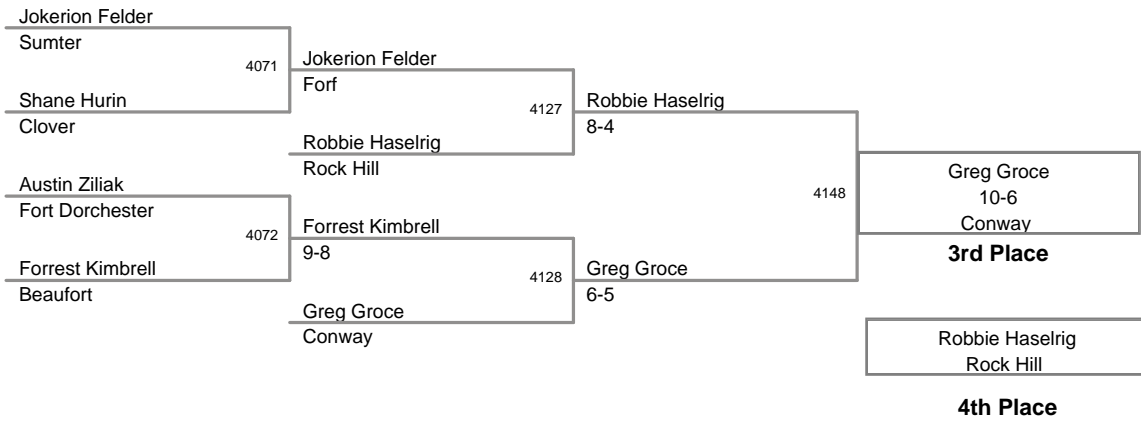 Jokerion Felder
Sumter
4071
Shane Hurin
Clover
Austin Ziliak
Fort Dorchester
4072
Forrest Kimbrell
Beaufort
Jokerion Felder
Forf
4127
Robbie Haselrig
Rock Hill
Forrest Kimbrell
9-8
4128
Greg Groce
Conway
Robbie Haselrig
8-4
4148
Greg Groce
6-5
Greg Groce
10-6
Conway
3rd Place
Robbie Haselrig
Rock Hill
4th Place